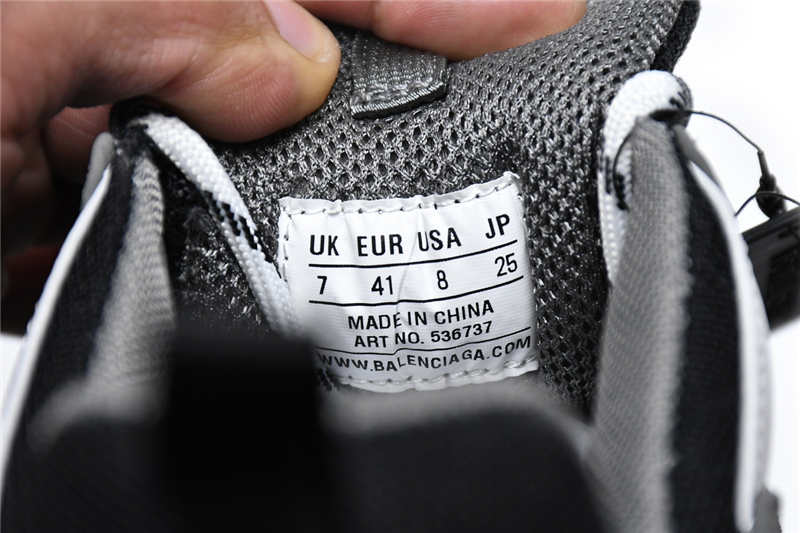 UK EUR USA JP
7 41 8 25
MADE IN CHINA
ART NO. 536737
WWW.BALENCIAGA.COM